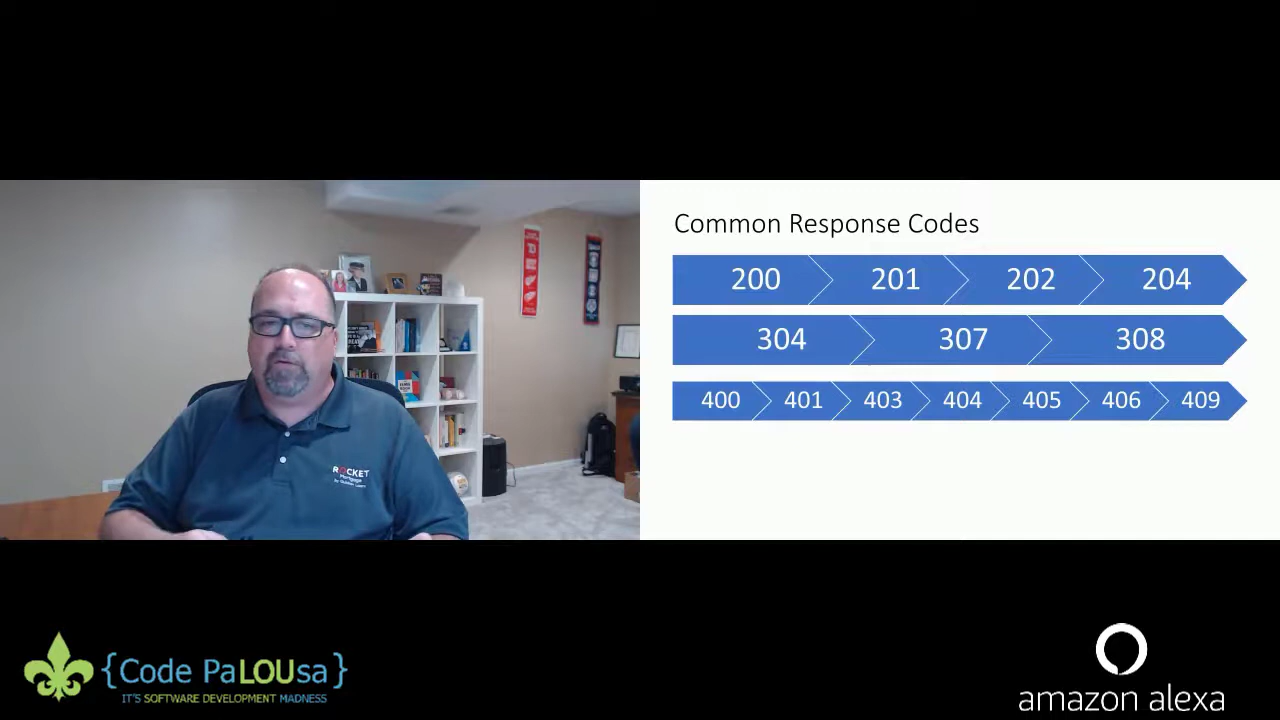 Common Response Codes
200 201 202 204
304 307 308
400 401 403 404 405 406 409
ROCKET
Mortgage
{Code PaLOUsa}
IT'S SOFTWARE DEVELOPMENT MADNESS
amazon alexa